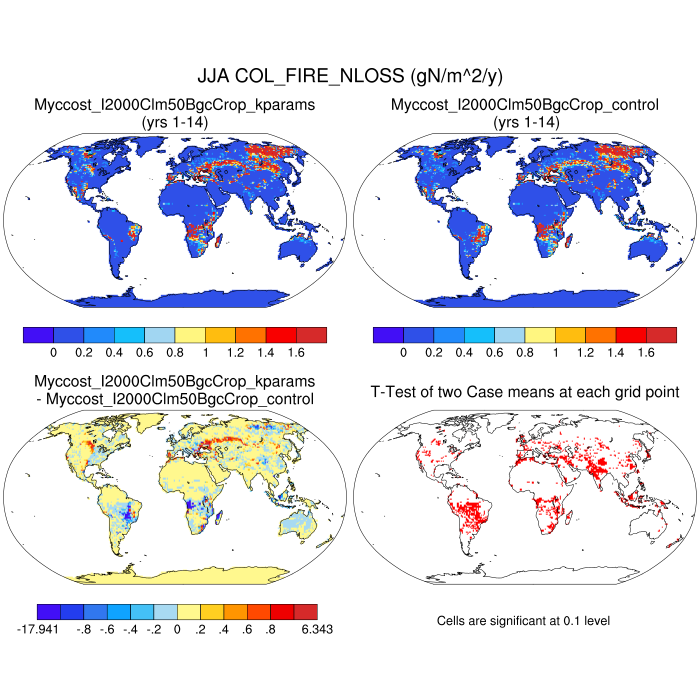 JJA COL_FIRE_NLOSS (gN/m^2/y)
Myccost_I2000Clm50BgcCrop_kparams
(yrs 1-14)
Myccost_I2000Clm50BgcCrop_control
(yrs 1-14)
0 0.2 0.4 0.6 0.8 1 1.2 1.4 1.6
0 0.2 0.4 0.6 0.8 1 1.2 1.4 1.6
Myccost_I2000Clm50BgcCrop_kparams
- Myccost_I2000Clm50BgcCrop_control
T-Test of two Case means at each grid point
-17.941 -.8 -.6 -.4 -.2 0 .2 .4 .6 .8 6.343
Cells are significant at 0.1 level